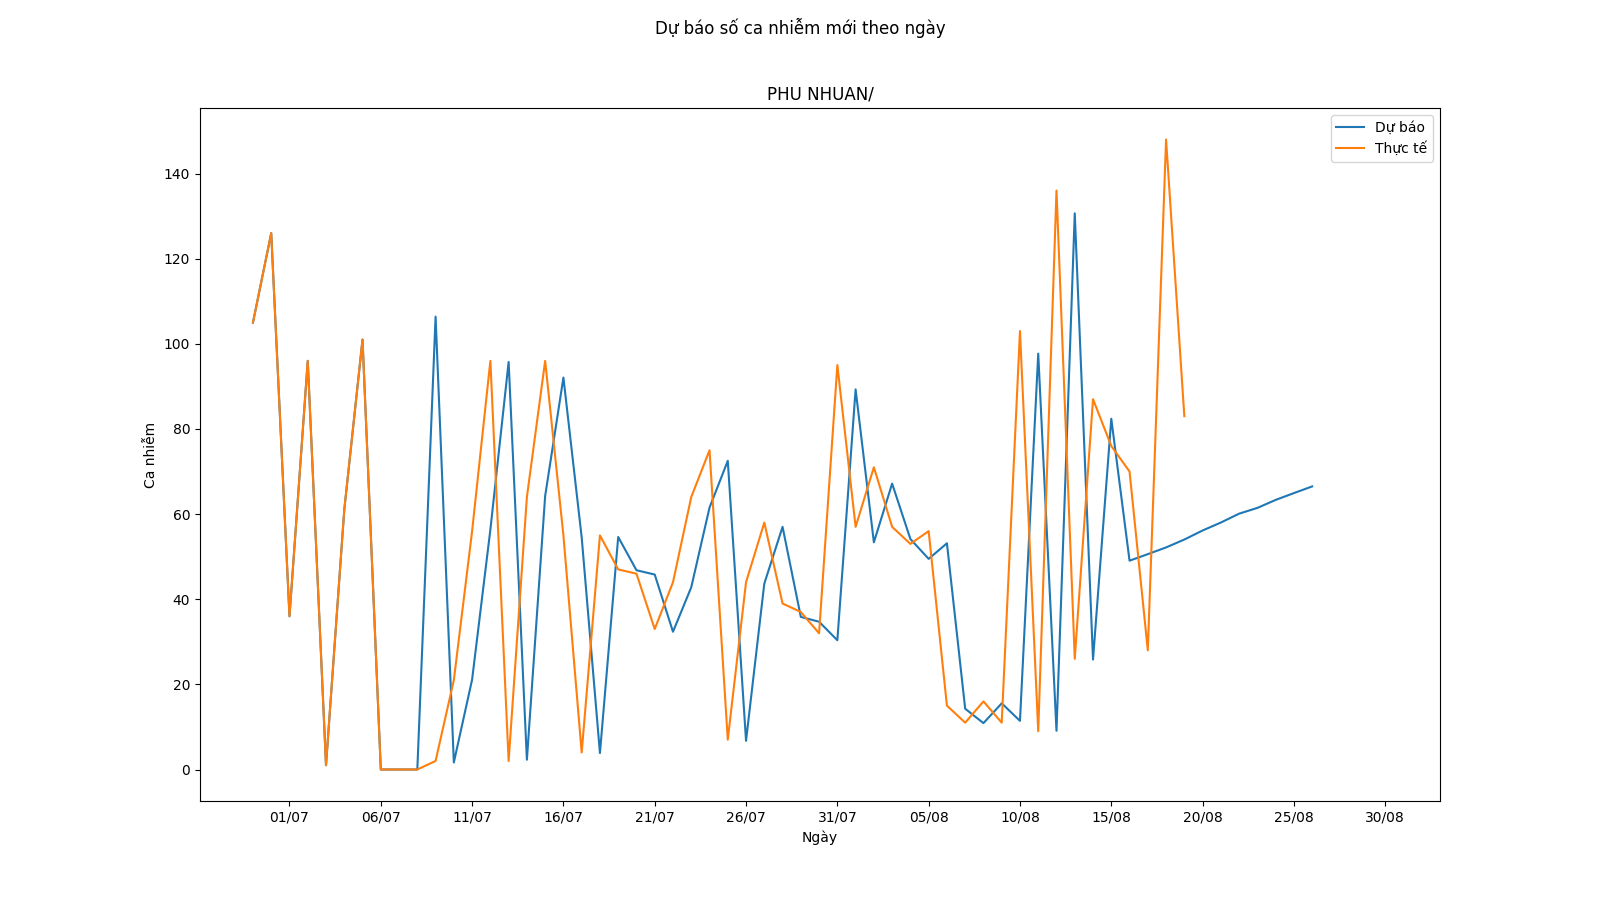 Dự báo số ca nhiễm mới theo ngày
PHU NHUAN/
Dự báo
Thực tế
140
120
100
80
60
40
20
0
Ca nhiễm
01/07 06/07 11/07 16/07 21/07 26/07 31/07 05/08 10/08 15/08 20/08 25/08 30/08
Ngày